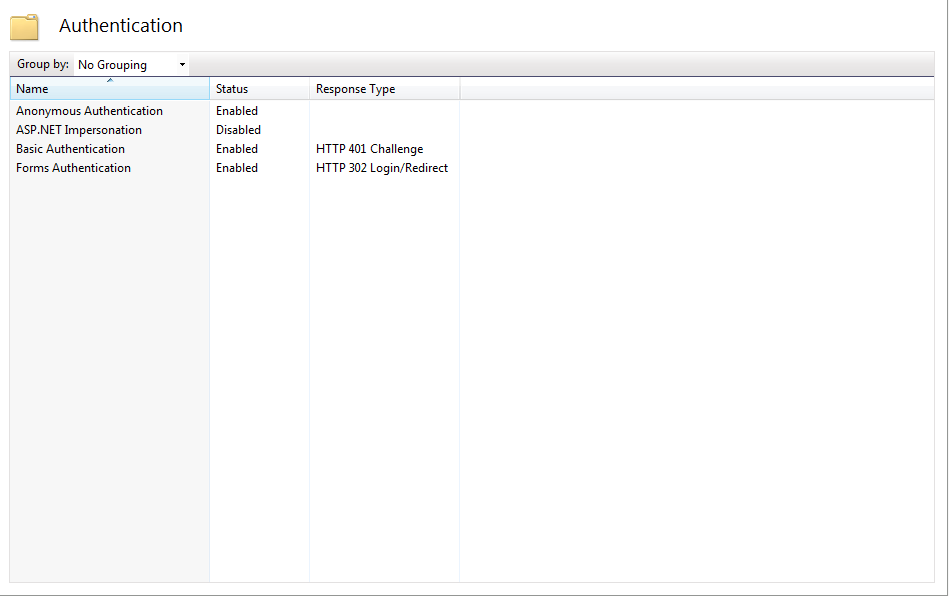 Authentication
Group by: No Grouping
Name Status Response Type
Anonymous Authentication Enabled
ASP.NET Impersonation Disabled
Basic Authentication Enabled HTTP 401 Challenge
Forms Authentication Enabled HTTP 302 Login/Redirect